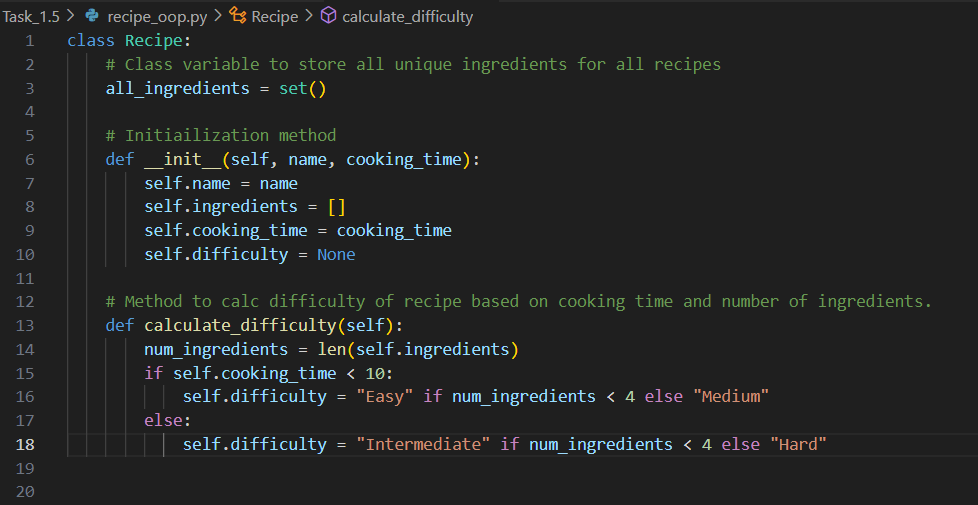 Task_1.5 > recipe_oop.py > Recipe > calculate_difficulty
1 class Recipe:
2     # Class variable to store all unique ingredients for all recipes
3     all_ingredients = set()
4
5     # Initiailization method
6     def __init__(self, name, cooking_time):
7         self.name = name
8         self.ingredients = []
9         self.cooking_time = cooking_time
10         self.difficulty = None
11
12     # Method to calc difficulty of recipe based on cooking time and number of ingredients.
13     def calculate_difficulty(self):
14         num_ingredients = len(self.ingredients)
15         if self.cooking_time < 10:
16             self.difficulty = "Easy" if num_ingredients < 4 else "Medium"
17         else:
18             self.difficulty = "Intermediate" if num_ingredients < 4 else "Hard"
19
20